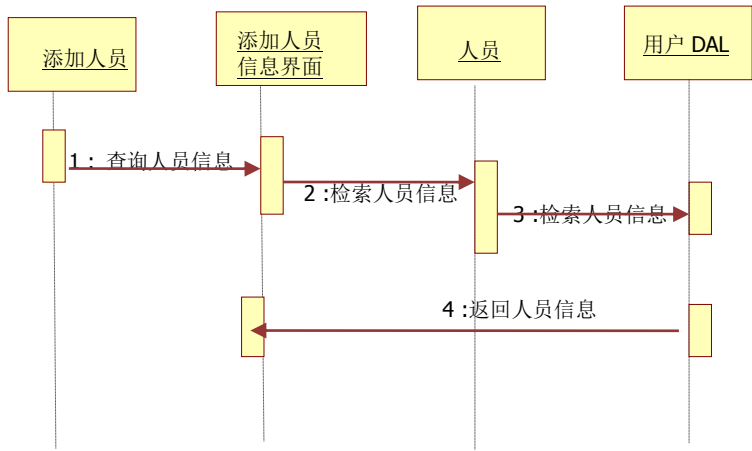 添加人员
添加人员
信息界面
人员
用户 DAL
1： 查询人员信息
2 :检索人员信息
3 :检索人员信息
4 :返回人员信息